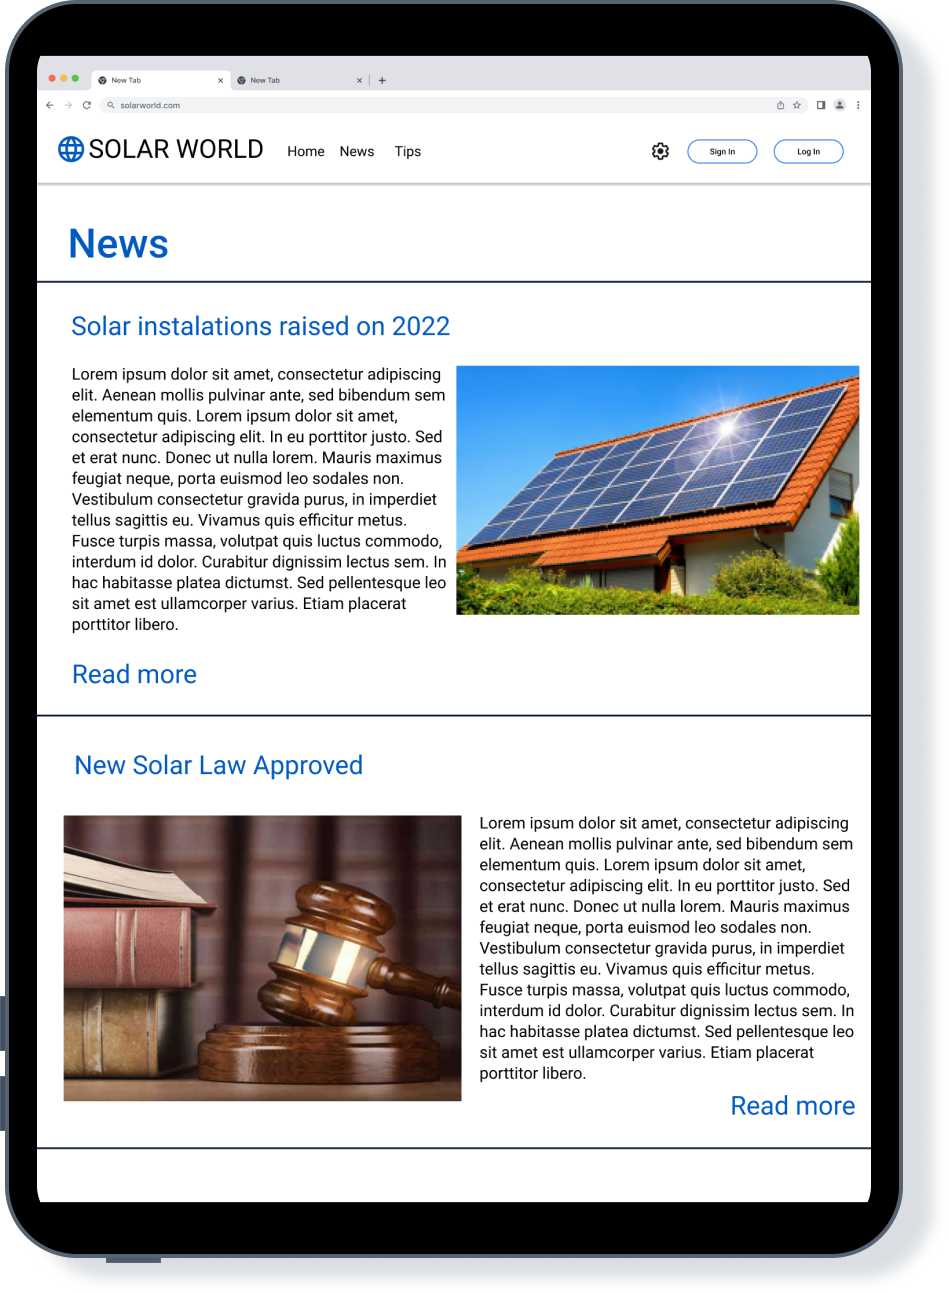 New Tab
New Tab
solarworld.com
SOLAR WORLD
Home
News
Tips
Sign In
Log In
News
Solar instalations raised on 2022
Lorem ipsum dolor sit amet, consectetur adipiscing
elit. Aenean mollis pulvinar ante, sed bibendum sem
elementum quis. Lorem ipsum dolor sit amet,
consectetur adipiscing elit. In eu porttitor justo. Sed
et erat nunc. Donec ut nulla lorem. Mauris maximus
feugiat neque, porta euismod leo sodales non.
Vestibulum consectetur gravida purus, in imperdiet
tellus sagittis eu. Vivamus quis efficitur metus.
Fusce turpis massa, volutpat quis luctus commodo,
interdum id dolor. Curabitur dignissim lectus sem. In
hac habitasse platea dictumst. Sed pellentesque leo
sit amet est ullamcorper varius. Etiam placerat
porttitor libero.
Read more
New Solar Law Approved
Lorem ipsum dolor sit amet, consectetur adipiscing
elit. Aenean mollis pulvinar ante, sed bibendum sem
elementum quis. Lorem ipsum dolor sit amet,
consectetur adipiscing elit. In eu porttitor justo. Sed
et erat nunc. Donec ut nulla lorem. Mauris maximus
feugiat neque, porta euismod leo sodales non.
Vestibulum consectetur gravida purus, in imperdiet
tellus sagittis eu. Vivamus quis efficitur metus.
Fusce turpis massa, volutpat quis luctus commodo,
interdum id dolor. Curabitur dignissim lectus sem. In
hac habitasse platea dictumst. Sed pellentesque leo
sit amet est ullamcorper varius. Etiam placerat
porttitor libero.
Read more